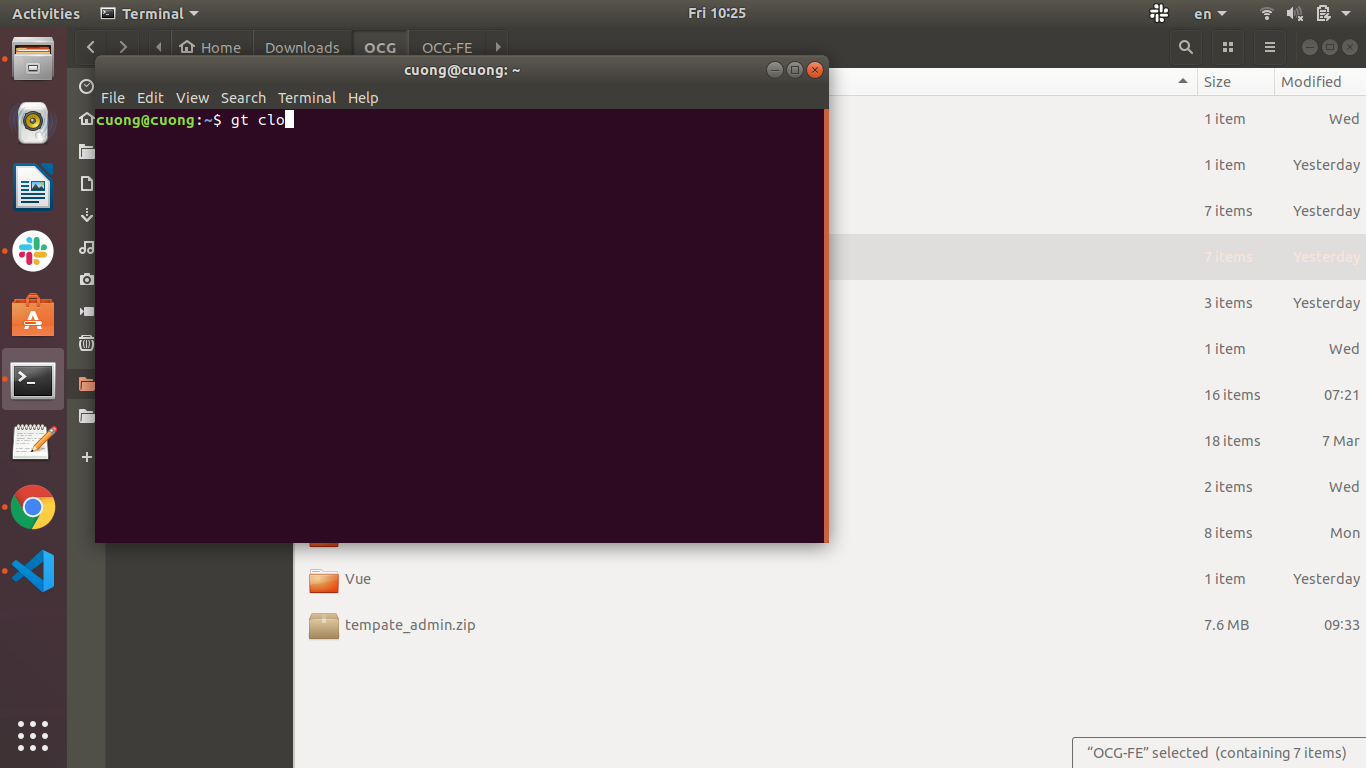 Activities Terminal Fri 10:25 en
Home Downloads OCG OCG-FE
cuong@cuong: ~
File Edit View Search Terminal Help
Size Modified
cuong@cuong:~$ gt clo
1 item Wed
1 item Yesterday
7 items Yesterday
7 items Yesterday
3 items Yesterday
1 item Wed
16 items 07:21
18 items 7 Mar
2 items Wed
8 items Mon
Vue 1 item Yesterday
tempate_admin.zip 7.6 MB 09:33
“OCG-FE” selected (containing 7 items)